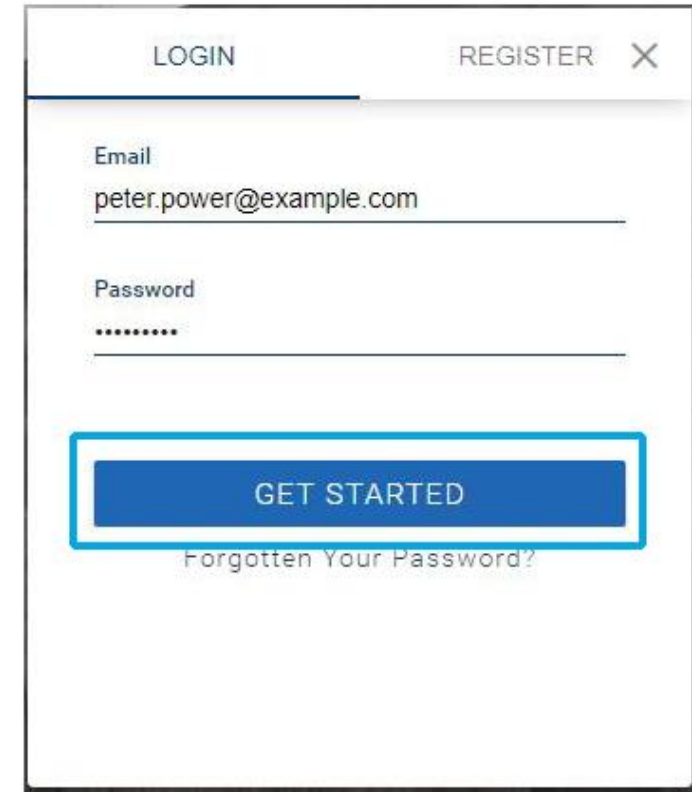 LOGIN REGISTER ×
Email
peter.power@example.com
Password
•••••••••
GET STARTED
Forgotten Your Password?